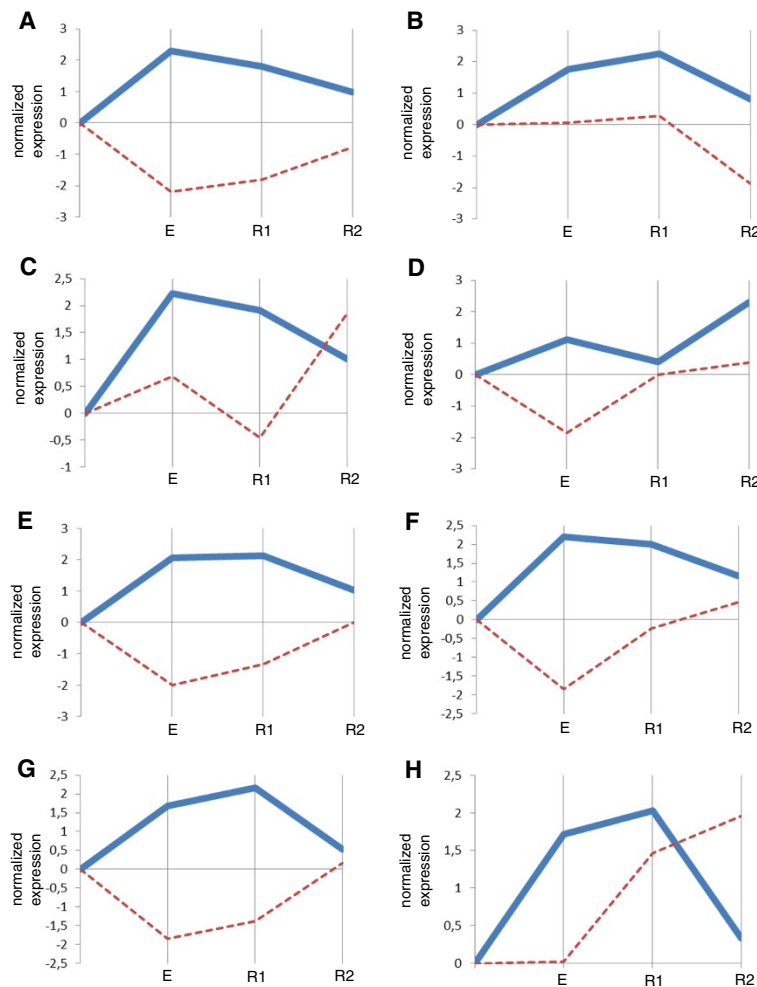 A
B
3
2
1
0
-1
-2
-3
normalized
expression
E
R1
R2
3
2
1
0
-1
-2
-3
normalized
expression
E
R1
R2
C
D
2,5
2
1,5
1
0,5
0
-0,5
-1
normalized
expression
E
R1
R2
3
2
1
0
-1
-2
-3
normalized
expression
E
R1
R2
E
F
3
2
1
0
-1
-2
-3
normalized
expression
E
R1
R2
2,5
2
1,5
1
0,5
0
-0,5
-1
-1,5
-2
-2,5
normalized
expression
E
R1
R2
G
H
2,5
2
1,5
1
0,5
0
-0,5
-1
-1,5
-2
-2,5
normalized
expression
E
R1
R2
2,5
2
1,5
1
0,5
0
normalized
expression
E
R1
R2